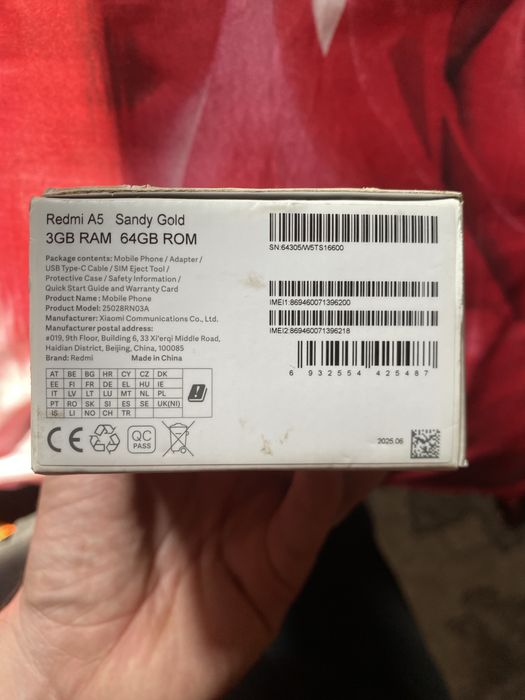 Redmi A5 Sandy Gold
3GB RAM 64GB ROM
Package contents: Mobile Phone / Adapter /
USB Type-C Cable / SIM Eject Tool /
Protective Case / Safety Information /
Quick Start Guide and Warranty Card
Product Name : Mobile Phone
Product Model: 25028RN03A
Manufacturer: Xiaomi Communications Co., Ltd.
Manufacturer postal address:
#019, 9th Floor, Building 6, 33 Xi'erqi Middle Road,
Haidian District, Beijing, China, 100085
Brand: Redmi Made in China
AT BE BG HR CY CZ DK
EE FI FR DE EL HU IE
IT LV LT LU MT NL PL
PT RO SK SI ES SE UK(NI)
IS LI NO CH TR
CE QC
PASS
SN:64305/W5TS16600
IMEI1:869460071396200
IMEI2:869460071396218
6 932554 425487
2025.06